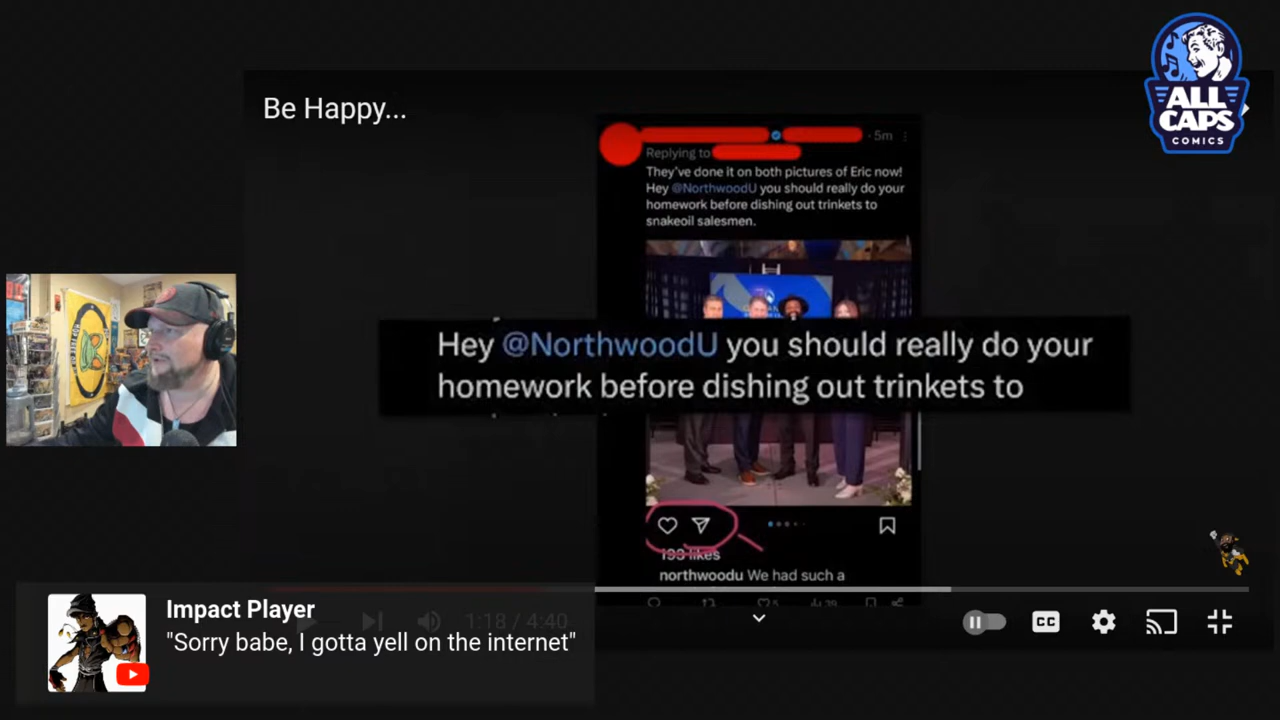 ALL
CAPS
COMICS
Be Happy...
· 5m
Replying to
They've done it on both pictures of Eric now!
Hey @NorthwoodU you should really do your
homework before dishing out trinkets to
snakeoil salesmen.
Hey @NorthwoodU you should really do your
homework before dishing out trinkets to
193 likes
northwoodu We had such a
Impact Player
"Sorry babe, I gotta yell on the internet"
1:18 / 4:40
CC